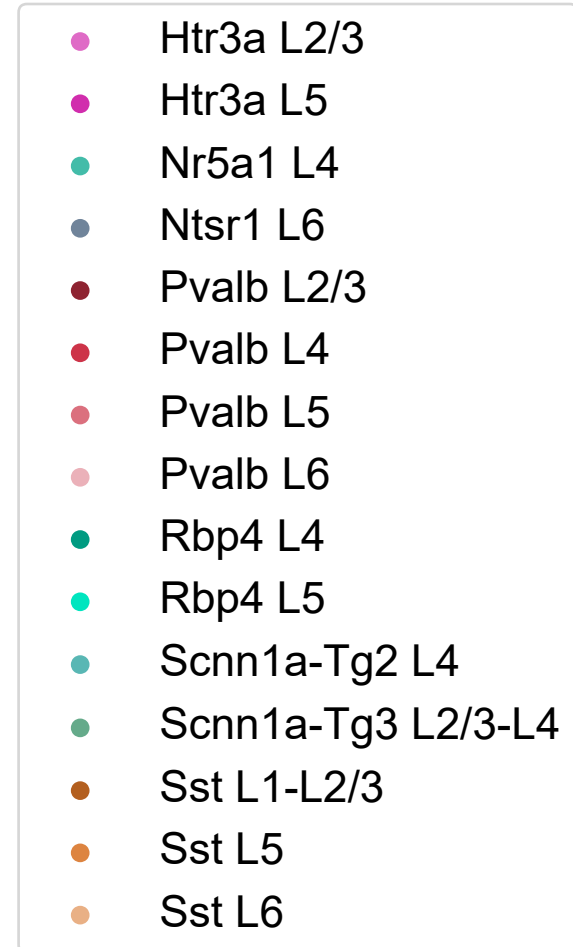 Htr3a L2/3
Htr3a L5
Nr5a1 L4
Ntsr1 L6
Pvalb L2/3
Pvalb L4
Pvalb L5
Pvalb L6
Rbp4 L4
Rbp4 L5
Scnn1a-Tg2 L4
Scnn1a-Tg3 L2/3-L4
Sst L1-L2/3
Sst L5
Sst L6